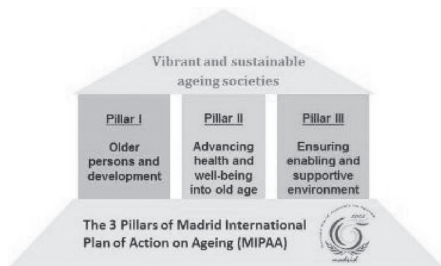 Vibrant and sustainable
ageing societies
Pillar I
Older
persons and
development
Pillar II
Advancing
health and
well-being
into old age
Pillar III
Ensuring
enabling and
supportive
environment
The 3 Pillars of Madrid International
Plan of Action on Ageing (MIPAA)
2002
madrid